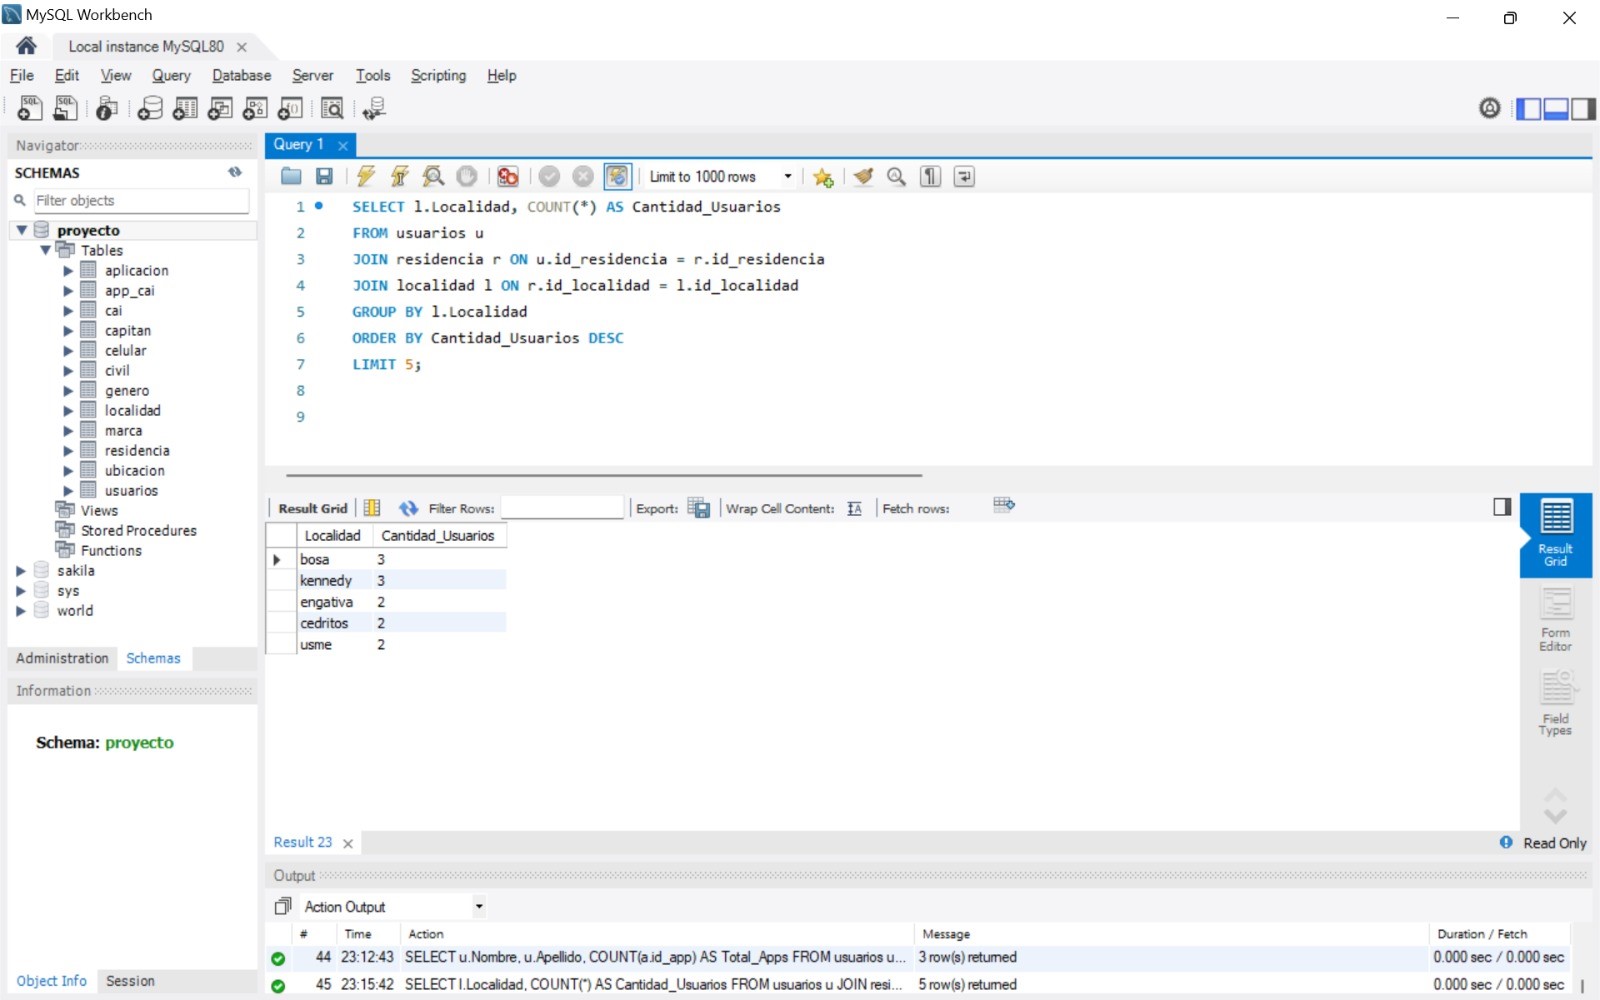 MySQL Workbench
Local instance MySQL80
File Edit View Query Database Server Tools Scripting Help
Navigator
SCHEMAS
Filter objects
proyecto
Tables
aplicacion
app_cai
cai
capitan
celular
civil
genero
localidad
marca
residencia
ubicacion
usuarios
Views
Stored Procedures
Functions
sakila
sys
world
Administration Schemas
Information
Schema: proyecto
Object Info Session
Query 1
Limit to 1000 rows
1 SELECT l.Localidad, COUNT(*) AS Cantidad_Usuarios
2 FROM usuarios u
3 JOIN residencia r ON u.id_residencia = r.id_residencia
4 JOIN localidad l ON r.id_localidad = l.id_localidad
5 GROUP BY l.Localidad
6 ORDER BY Cantidad_Usuarios DESC
7 LIMIT 5;
8
9
Result Grid Filter Rows: Export: Wrap Cell Content: Fetch rows:
Localidad Cantidad_Usuarios
bosa 3
kennedy 3
engativa 2
cedritos 2
usme 2
Result
Grid
Form
Editor
Field
Types
Result 23
Read Only
Output
Action Output
# Time Action Message Duration / Fetch
44 23:12:43 SELECT u.Nombre, u.Apellido, COUNT(a.id_app) AS Total_Apps FROM usuarios u... 3 row(s) returned 0.000 sec / 0.000 sec
45 23:15:42 SELECT l.Localidad, COUNT(*) AS Cantidad_Usuarios FROM usuarios u JOIN resi... 5 row(s) returned 0.000 sec / 0.000 sec